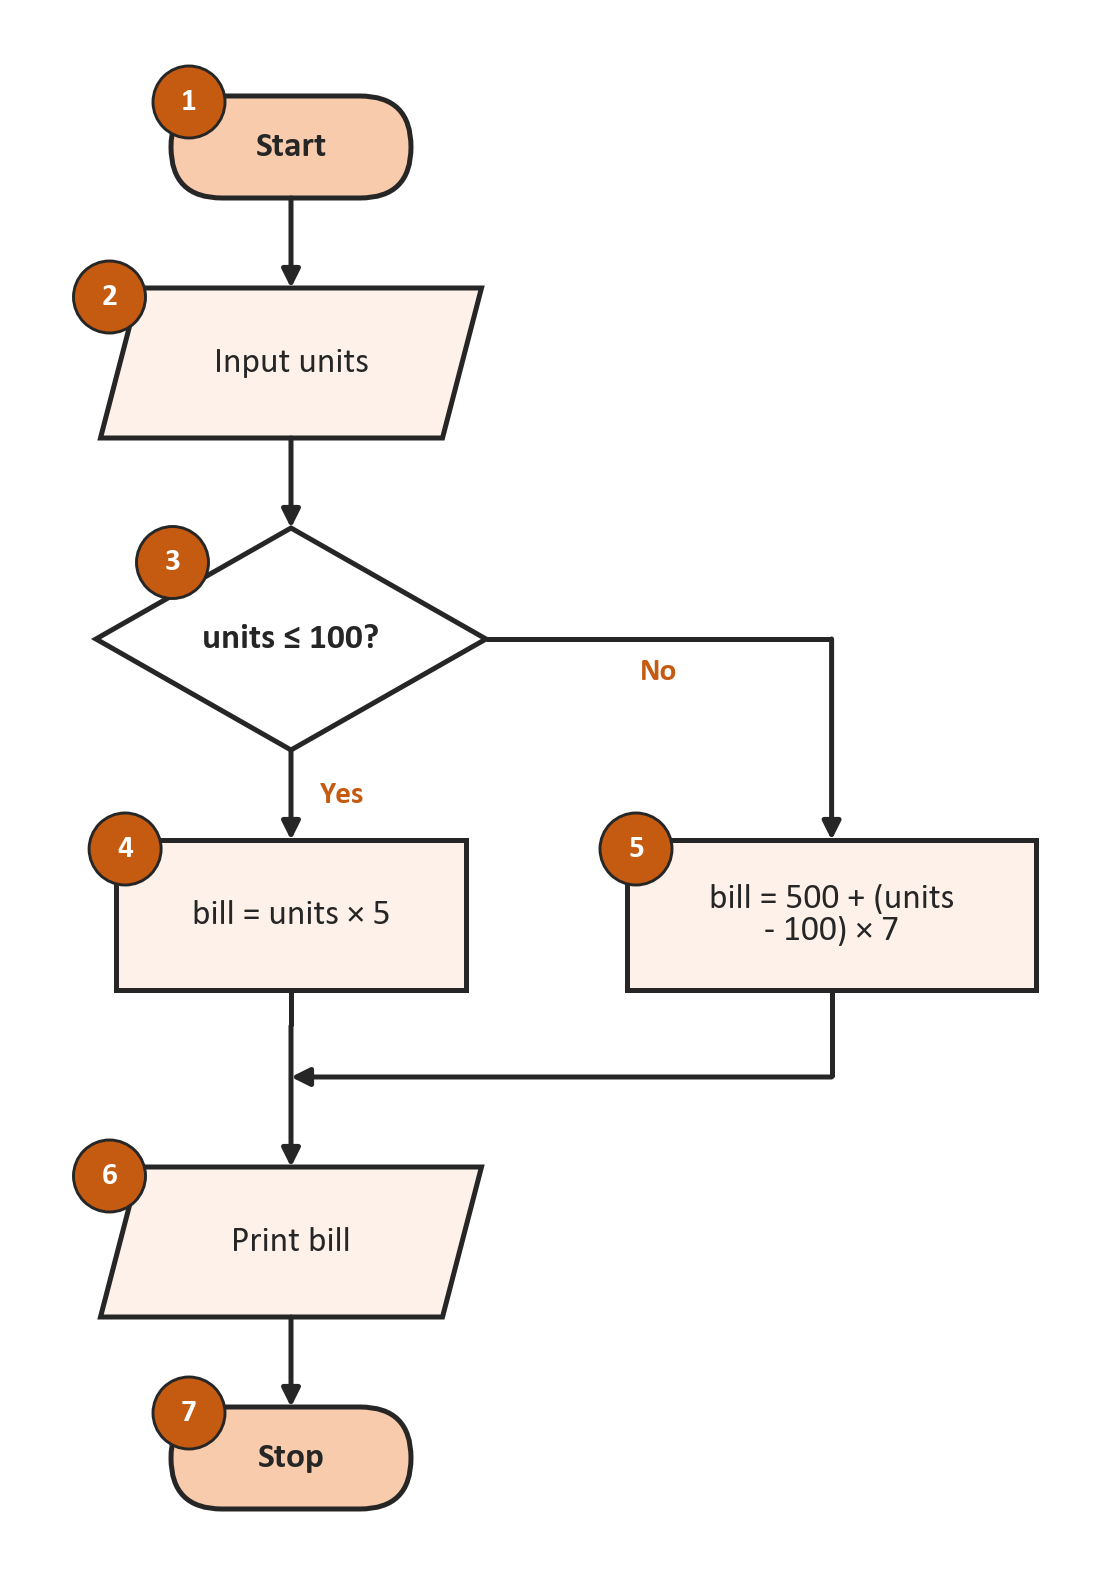 1
Start
2
Input units
3
units ≤ 100?
No
Yes
4
bill = units × 5
5
bill = 500 + (units
- 100) × 7
6
Print bill
7
Stop